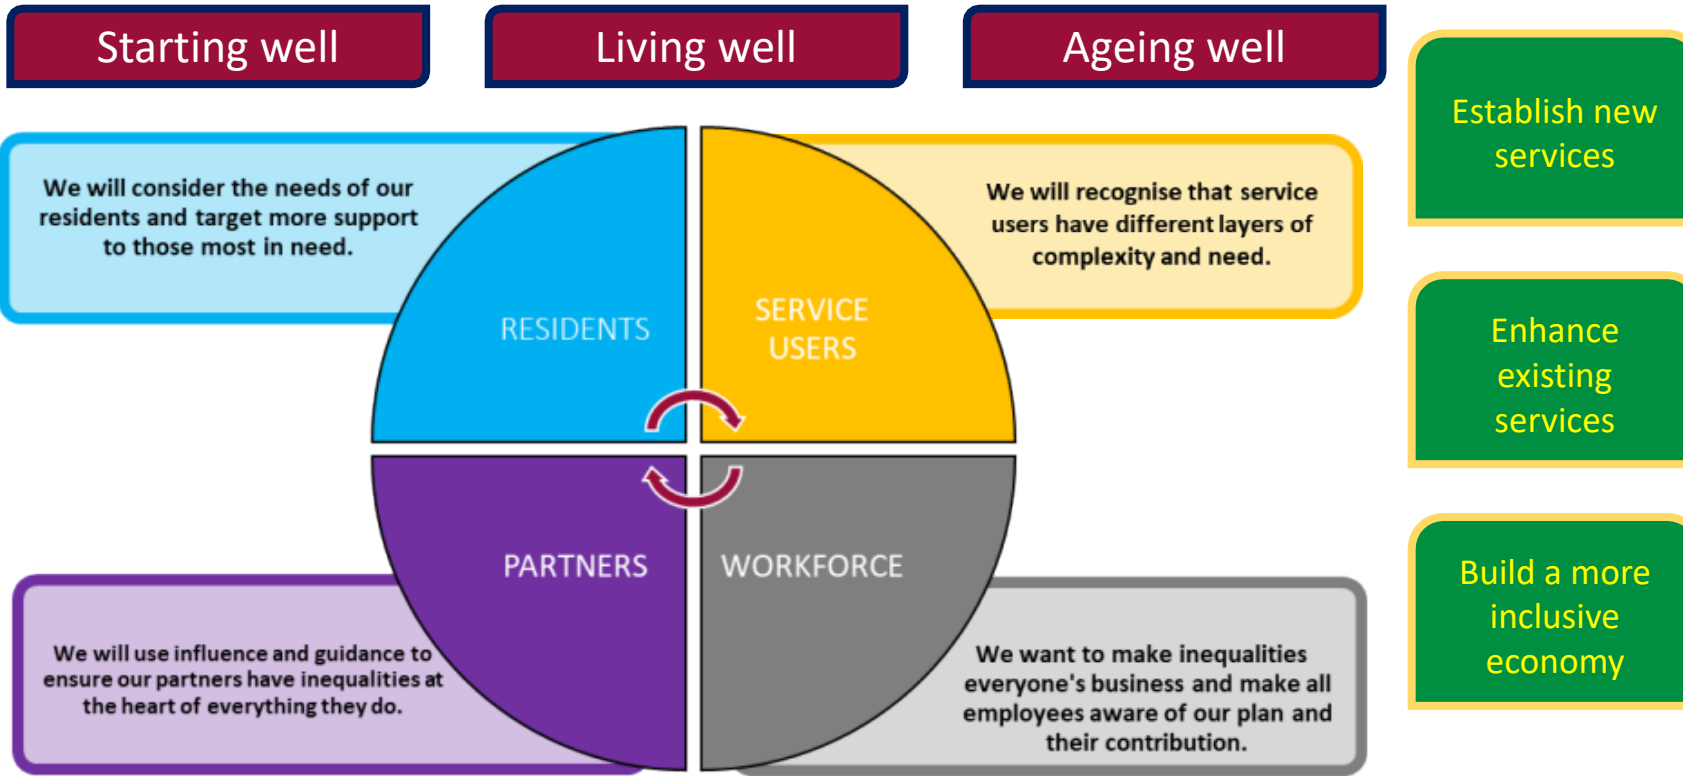 Starting well
Living well
Ageing well
We will consider the needs of our
residents and target more support
to those most in need.
RESIDENTS
SERVICE
USERS
We will recognise that service
users have different layers of
complexity and need.
PARTNERS
WORKFORCE
We will use influence and guidance to
ensure our partners have inequalities at
the heart of everything they do.
We want to make inequalities
everyone's business and make all
employees aware of our plan and
their contribution.
Establish new
services
Enhance
existing
services
Build a more
inclusive
economy